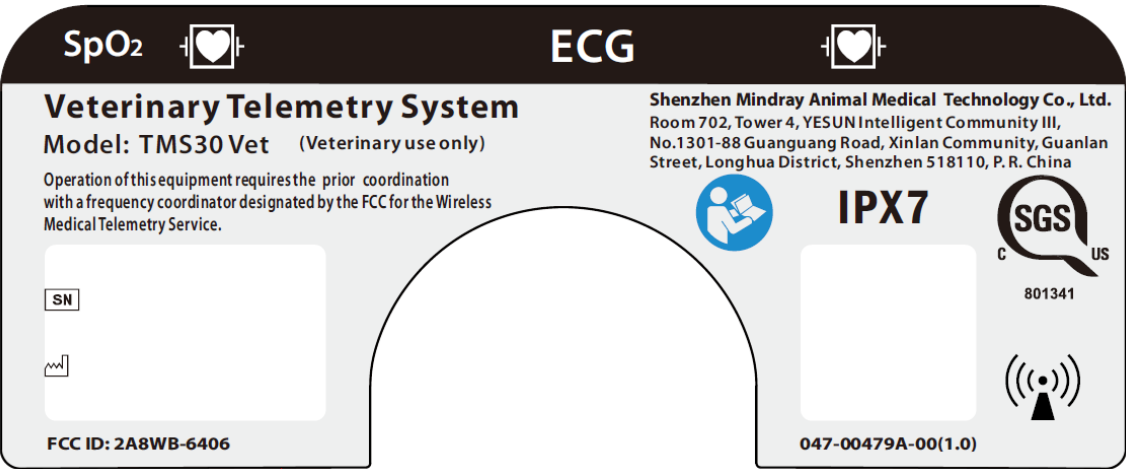 SpO2
ECG
Veterinary Telemetry System
Model: TMS30 Vet (Veterinary use only)
Operation of this equipment requires the prior coordination
with a frequency coordinator designated by the FCC for the Wireless
Medical Telemetry Service.
Shenzhen Mindray Animal Medical Technology Co., Ltd.
Room 702, Tower 4, YESUN Intelligent Community III,
No.1301-88 Guanguang Road, Xinlan Community, Guanlan
Street, Longhua District, Shenzhen 518110, P. R. China
IPX7
SGS
C US
801341
SN
FCC ID: 2A8WB-6406
047-00479A-00(1.0)